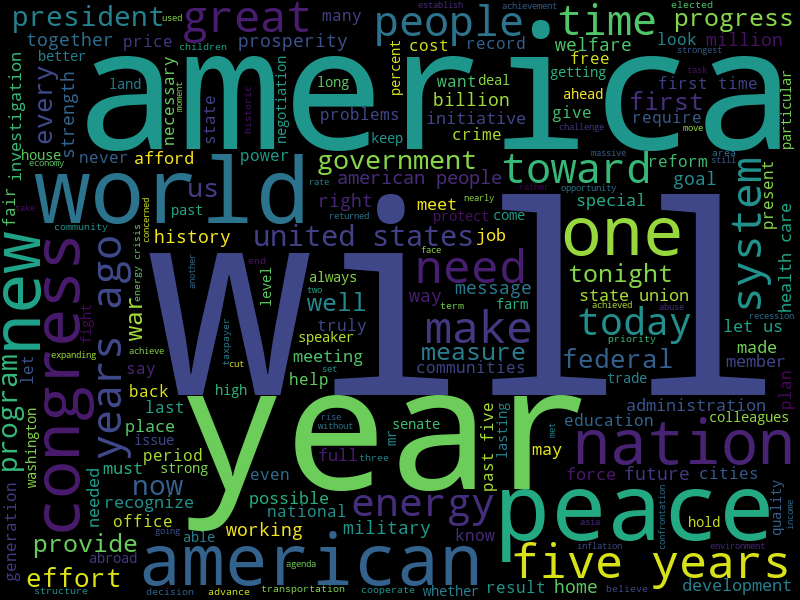 president
great
people
time
progress
many
used
establish
achievement
elected
together
price
prosperity
children
cost
record
welfare
look
million
better
america
percent
free
strongest
investigation
every
strength
land
necessary
moment
state
historic
negotiation
long
want
deal
getting
first time
task
particular
billion
ahead
first
problems
initiative
give
require
challenge
move
keep
crime
house
never
afford
power
government
toward
massive
area
still
economy
world
us
american people
reform
goal
system
present
rate
nearly
rather
opportunity
fair
take
past
right
meet
protect
come
special
health care
new
community
concerned
returned
history
united states
job
one
congress
years ago
energy crisis
another
end
face
will
need
tonight
war
level
always
two
way
message
term
farm
state union
achieved
abuse
recession
fight
truly
well
make
today
let us
taxpayer
speaker
measure
priority
made
program
let
expanding
achieve
say
cut
meeting
communities
federal
trade
member
plan
back
high
help
set
year
administration
colleagues
washington
last
place
issue
rise
without
senate
mr
past five
lasting
education
nation
period
full
three
met
may
must
strong
now
even
force
future
cities
generation
needed
recognize
possible
energy
peace
quality
income
office
able
national
know
confrontation
asia
hold
provide
going
working
military
inflation
environment
abroad
american
five years
effort
agenda
result
home
believe
development
structure
decision
advance
transportation
cooperate
whether